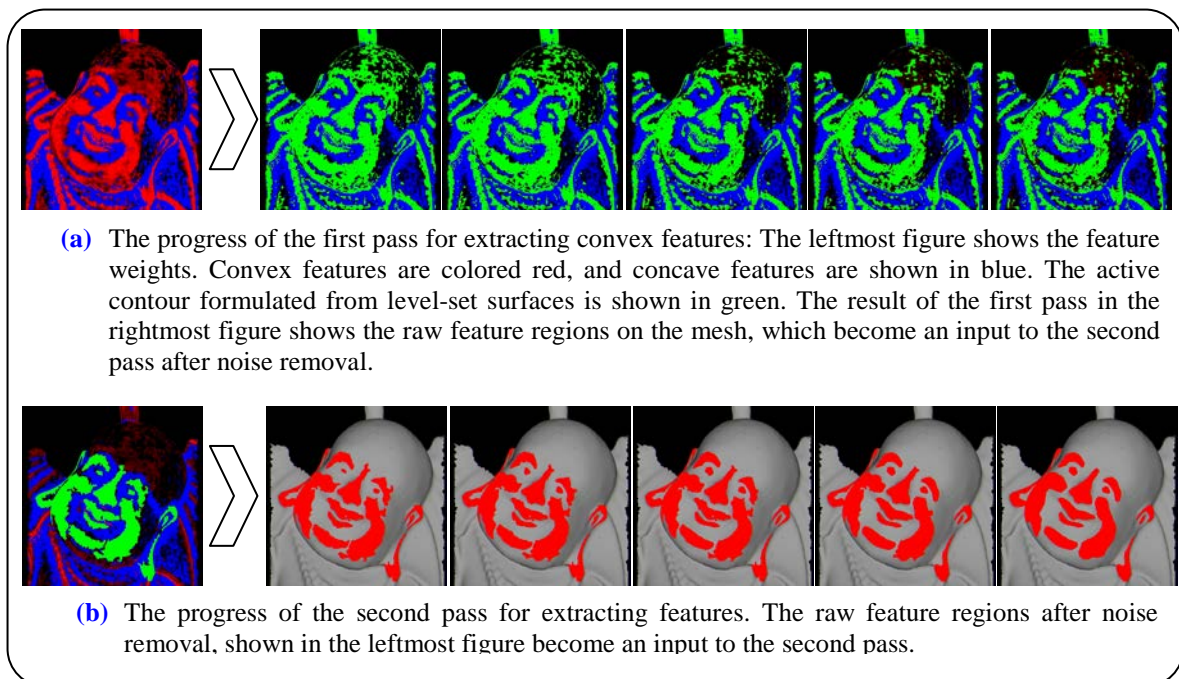 (a) The progress of the first pass for extracting convex features: The leftmost figure shows the feature
weights. Convex features are colored red, and concave features are shown in blue. The active
contour formulated from level-set surfaces is shown in green. The result of the first pass in the
rightmost figure shows the raw feature regions on the mesh, which become an input to the second
pass after noise removal.
(b) The progress of the second pass for extracting features. The raw feature regions after noise
removal, shown in the leftmost figure become an input to the second pass.